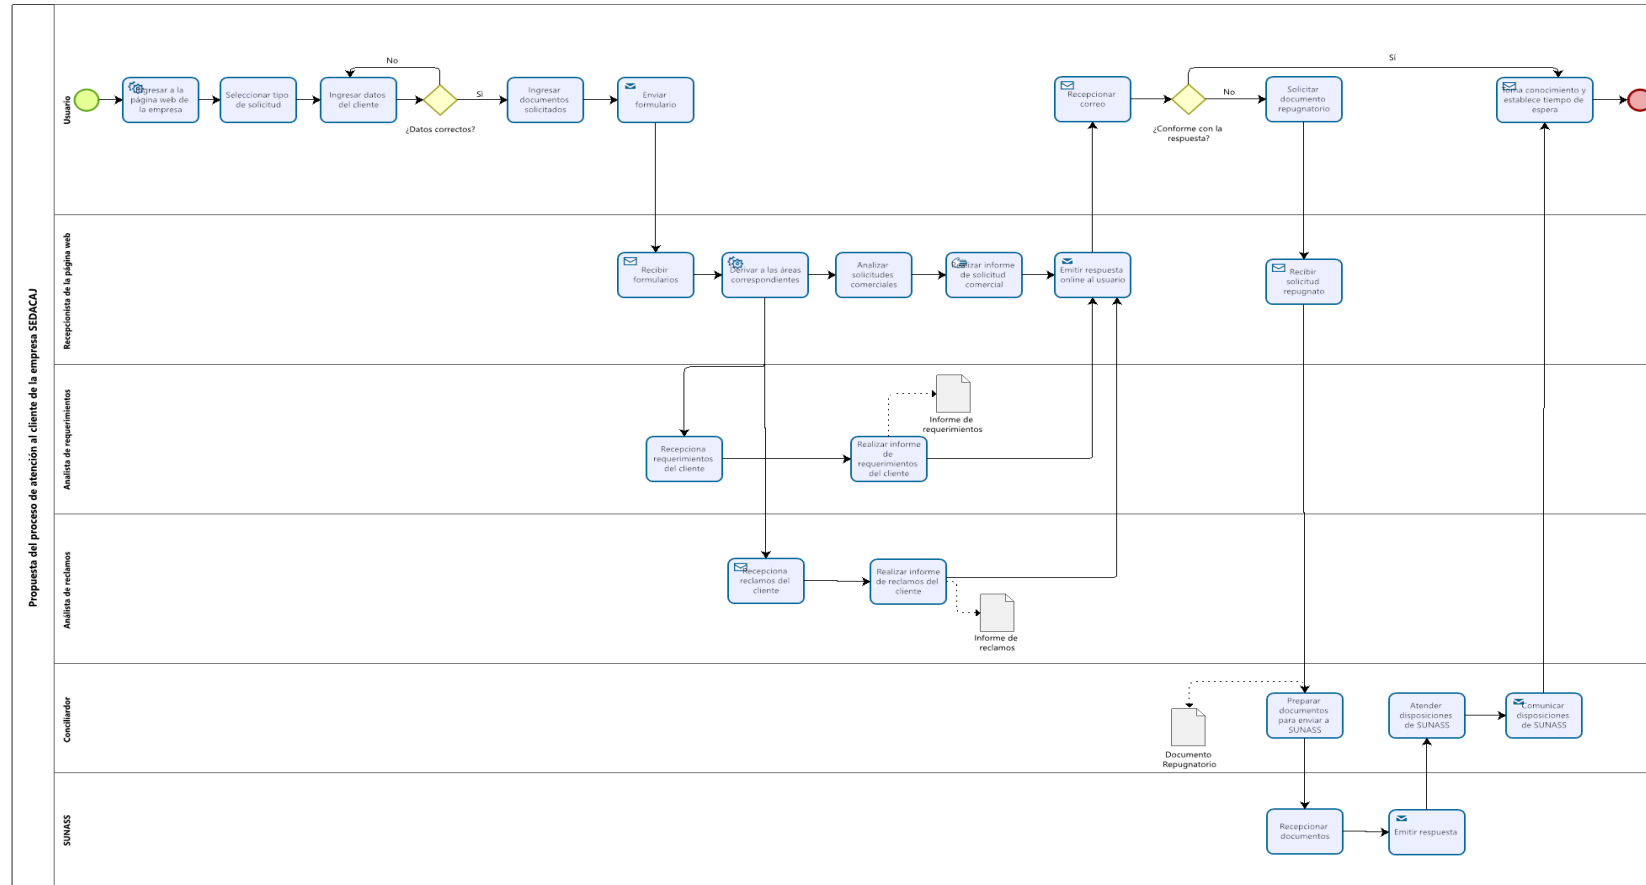 Propuesta del proceso de atención al cliente de la empresa SEDACAJ
Usuario
Ingresar a la
página web de
la empresa
Seleccionar tipo
de solicitud
Ingresar datos
del cliente
No
¿Datos correctos?
Si
Ingresar
documentos
solicitados
Enviar
formulario
Recepcionar
correo
¿Conforme con la
respuesta?
No
Si
Solicitar
documento
repugnatorio
Toma conocimiento y
establece tiempo de
espera
Recepcionista de la página web
Recibir
formularios
Derivar a las áreas
correspondientes
Analizar
solicitudes
comerciales
Realizar informe
de solicitud
comercial
Emitir respuesta
online al usuario
Recibir
solicitud
repugnato
Analista de requerimientos
Recepciona
requerimientos
del cliente
Realizar informe
de
requerimientos
del cliente
Informe de
requerimientos
Análista de reclamos
Recepciona
reclamos del
cliente
Realizar informe
de reclamos del
cliente
Informe de
reclamos
Conciliardor
Documento
Repugnatorio
Preparar
documentos
para enviar a
SUNASS
Atender
disposiciones
de SUNASS
Comunicar
disposiciones
de SUNASS
SUNASS
Recepcionar
documentos
Emitir respuesta